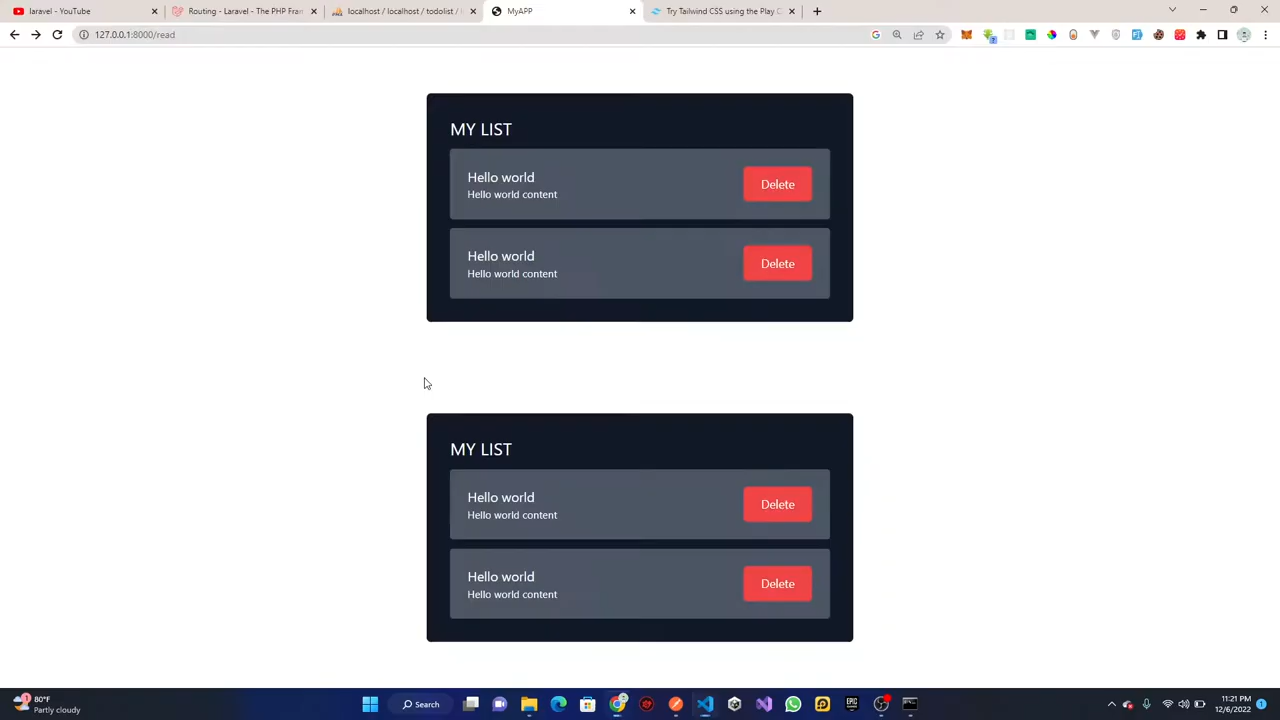 laravel - YouTube
Routing - Laravel - The PHP Fran
localhost / localhost / todolist /
MyAPP
Try Tailwind CSS using the Play C
127.0.0.1:8000/read
MY LIST
Hello world
Hello world content
Delete
Hello world
Hello world content
Delete
MY LIST
Hello world
Hello world content
Delete
Hello world
Hello world content
Delete
80°F
Partly cloudy
Search
11:21 PM
12/6/2022